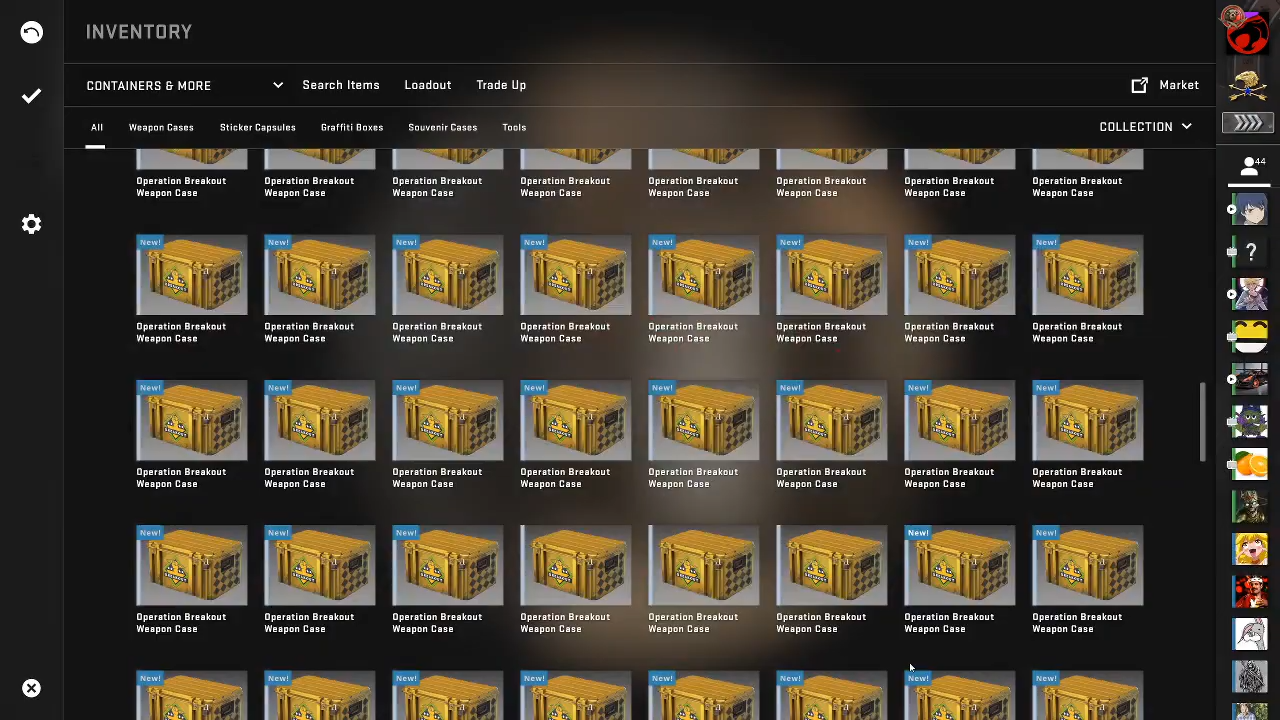 INVENTORY
CONTAINERS & MORE Search Items Loadout Trade Up Market
All Weapon Cases Sticker Capsules Graffiti Boxes Souvenir Cases Tools COLLECTION
44
Operation Breakout Operation Breakout Operation Breakout Operation Breakout Operation Breakout Operation Breakout Operation Breakout Operation Breakout
Weapon Case Weapon Case Weapon Case Weapon Case Weapon Case Weapon Case Weapon Case Weapon Case
New! New! New! New! New! New! New! New!
Operation Breakout Operation Breakout Operation Breakout Operation Breakout Operation Breakout Operation Breakout Operation Breakout Operation Breakout
Weapon Case Weapon Case Weapon Case Weapon Case Weapon Case Weapon Case Weapon Case Weapon Case
New! New! New! New! New! New! New! New!
Operation Breakout Operation Breakout Operation Breakout Operation Breakout Operation Breakout Operation Breakout Operation Breakout Operation Breakout
Weapon Case Weapon Case Weapon Case Weapon Case Weapon Case Weapon Case Weapon Case Weapon Case
New! New! New! New! New!
Operation Breakout Operation Breakout Operation Breakout Operation Breakout Operation Breakout Operation Breakout Operation Breakout Operation Breakout
Weapon Case Weapon Case Weapon Case Weapon Case Weapon Case Weapon Case Weapon Case Weapon Case
New! New! New! New! New! New! New! New!